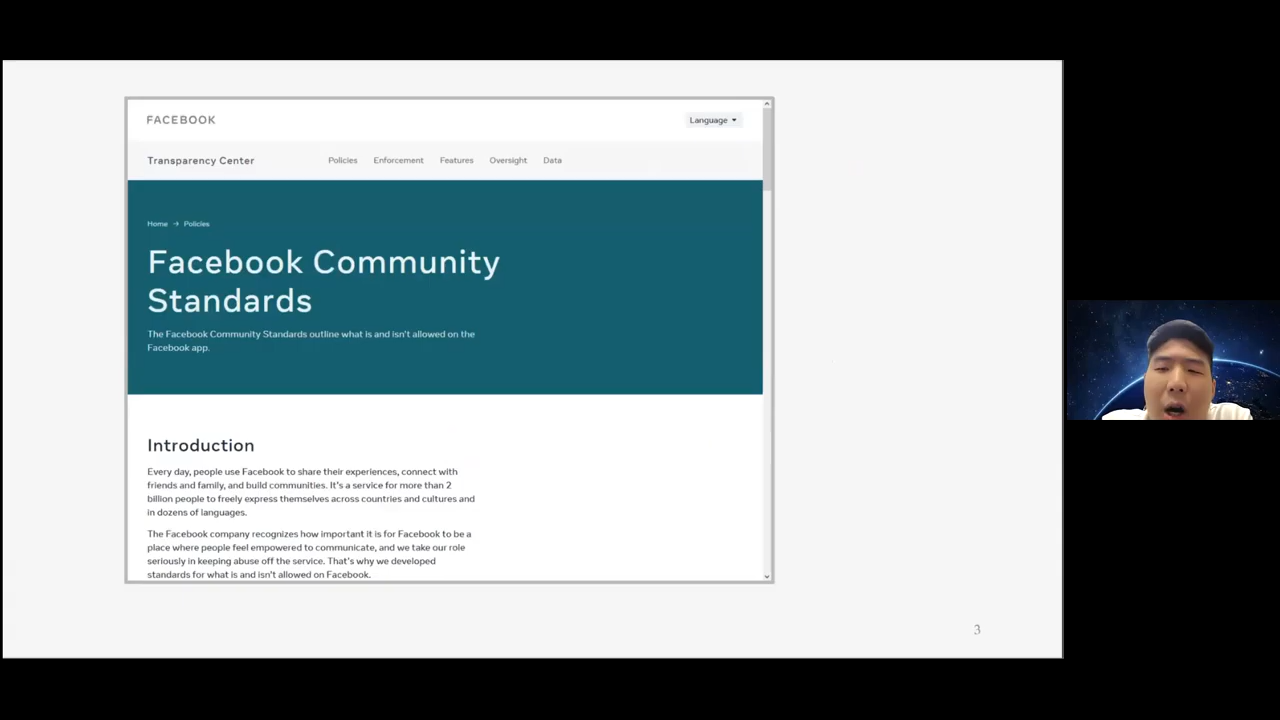 FACEBOOK
Language
Transparency Center
Policies Enforcement Features Oversight Data
Home → Policies
Facebook Community
Standards
The Facebook Community Standards outline what is and isn't allowed on the
Facebook app.
Introduction
Every day, people use Facebook to share their experiences, connect with
friends and family, and build communities. It's a service for more than 2
billion people to freely express themselves across countries and cultures and
in dozens of languages.
The Facebook company recognizes how important it is for Facebook to be a
place where people feel empowered to communicate, and we take our role
seriously in keeping abuse off the service. That's why we developed
standards for what is and isn't allowed on Facebook.
3